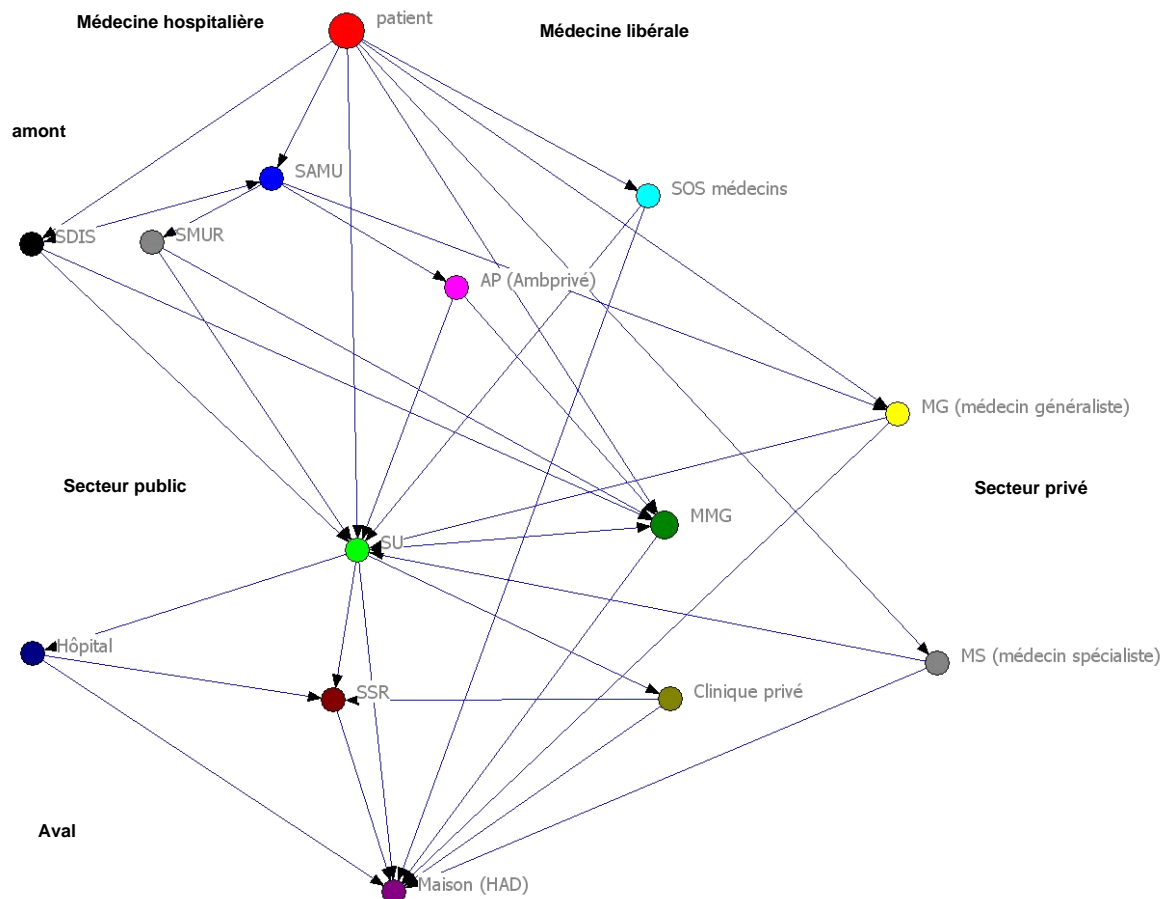 Médecine hospitalière
patient
Médecine libérale
amont
SAMU
SOS médecins
SDIS
SMUR
AP (Ambprivé)
MG (médecin généraliste)
Secteur public
Secteur privé
MMG
SU
Hôpital
MS (médecin spécialiste)
SSR
Clinique privé
Aval
Maison (HAD)